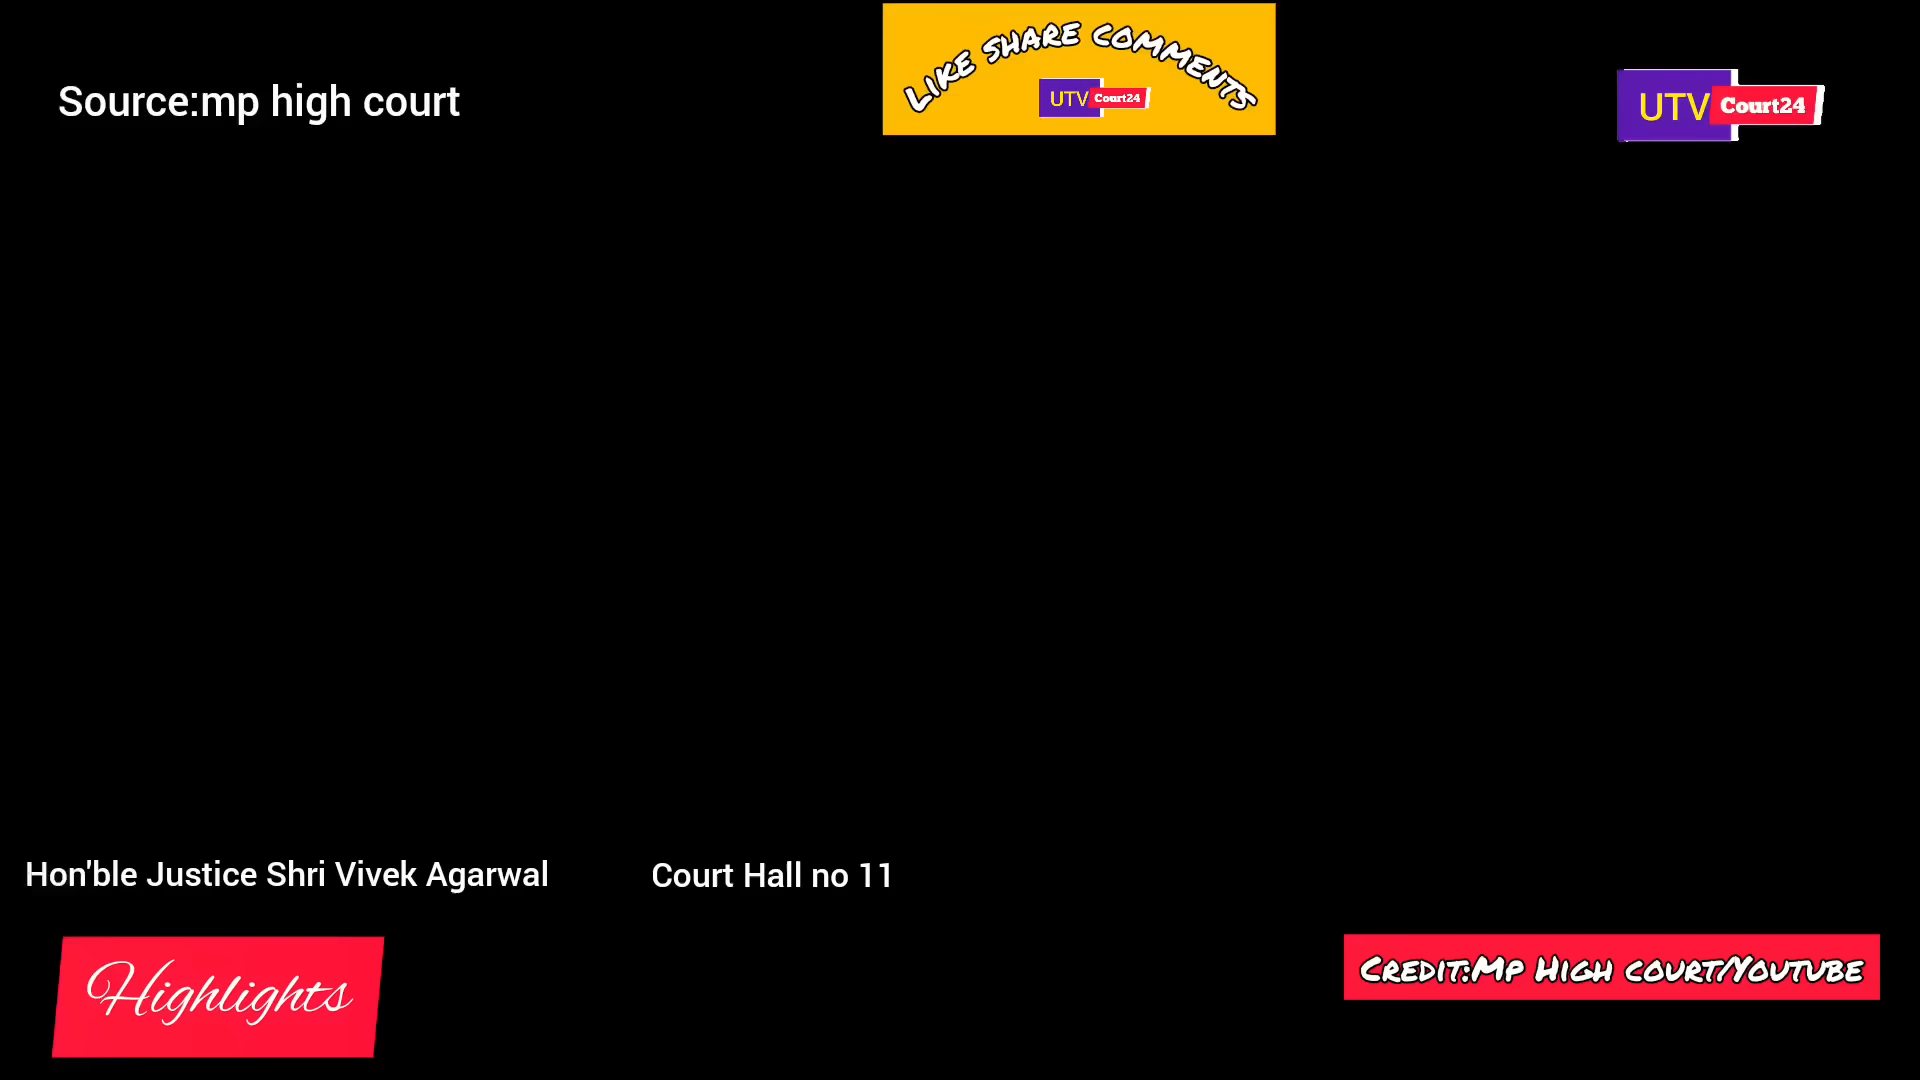 LIKE SHARE COMMENTS
UTV Court24
Source:mp high court
UTV Court24
Hon'ble Justice Shri Vivek Agarwal
Court Hall no 11
Highlights
CREDIT:MP HIGH COURT/YOUTUBE